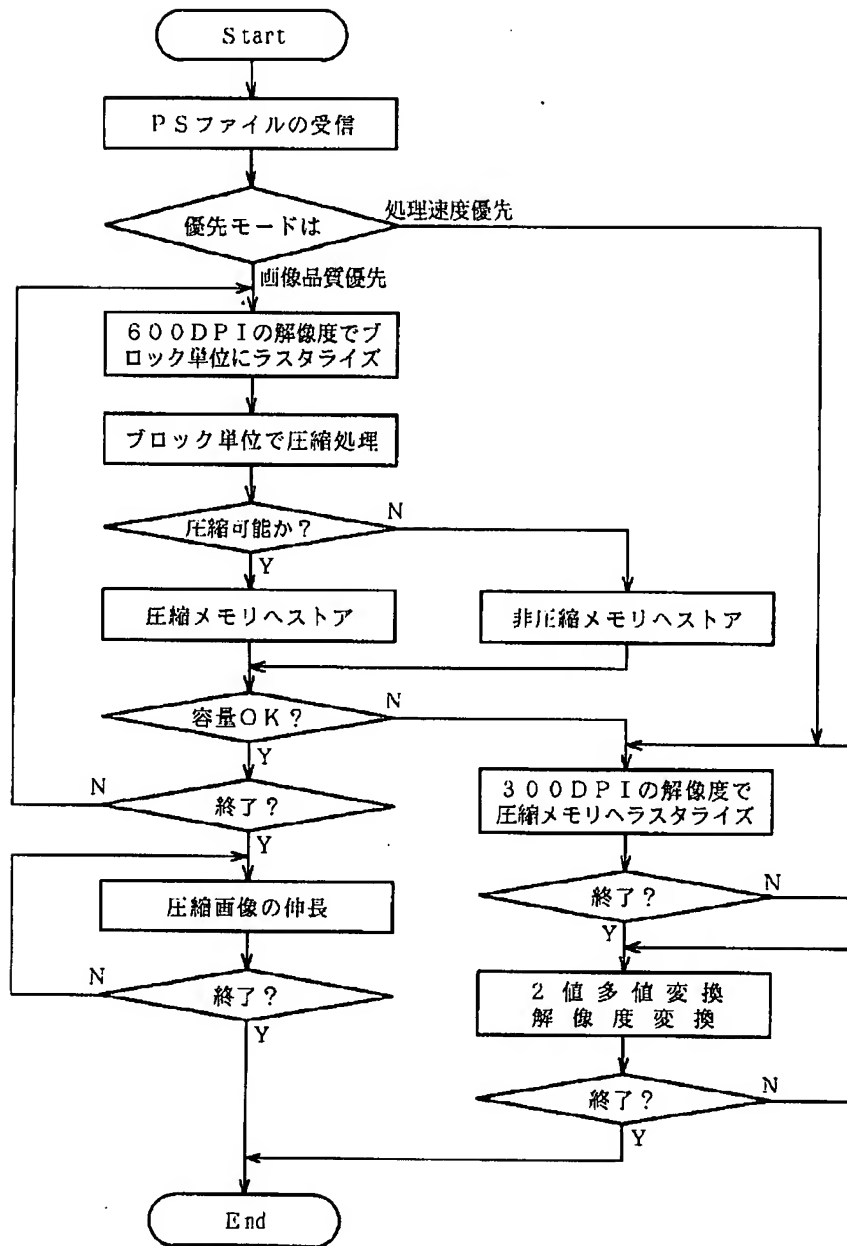 Start
PSファイルの受信
優先モードは
処理速度優先
画像品質優先
600DPIの解像度でブ
ロック単位にラスタライズ
ブロック単位で圧縮処理
圧縮可能か？
N
Y
圧縮メモリへストア
非圧縮メモリへストア
容量OK？
N
Y
300DPIの解像度で
圧縮メモリへラスタライズ
N
終了？
Y
終了？
N
Y
圧縮画像の伸長
2値多値変換
解像度変換
N
終了？
Y
終了？
N
Y
End